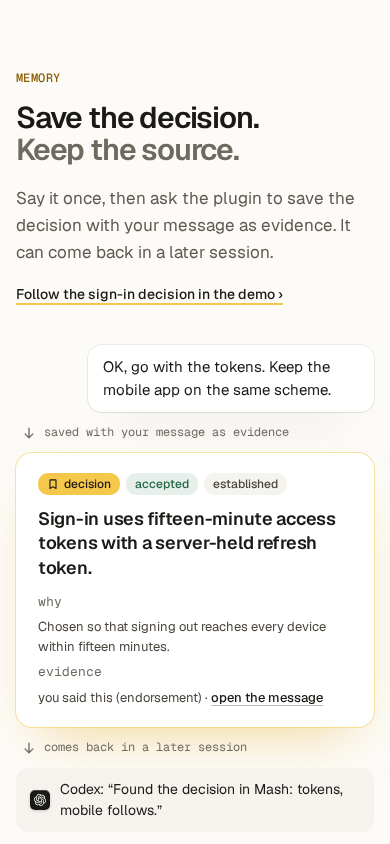 MEMORY
Save the decision.
Keep the source.
Say it once, then ask the plugin to save the
decision with your message as evidence. It
can come back in a later session.
Follow the sign-in decision in the demo ›
OK, go with the tokens. Keep the
mobile app on the same scheme.
↓ saved with your message as evidence
decision accepted established
Sign-in uses fifteen-minute access
tokens with a server-held refresh
token.
why
Chosen so that signing out reaches every device
within fifteen minutes.
evidence
you said this (endorsement) · open the message
↓ comes back in a later session
Codex: “Found the decision in Mash: tokens,
mobile follows.”